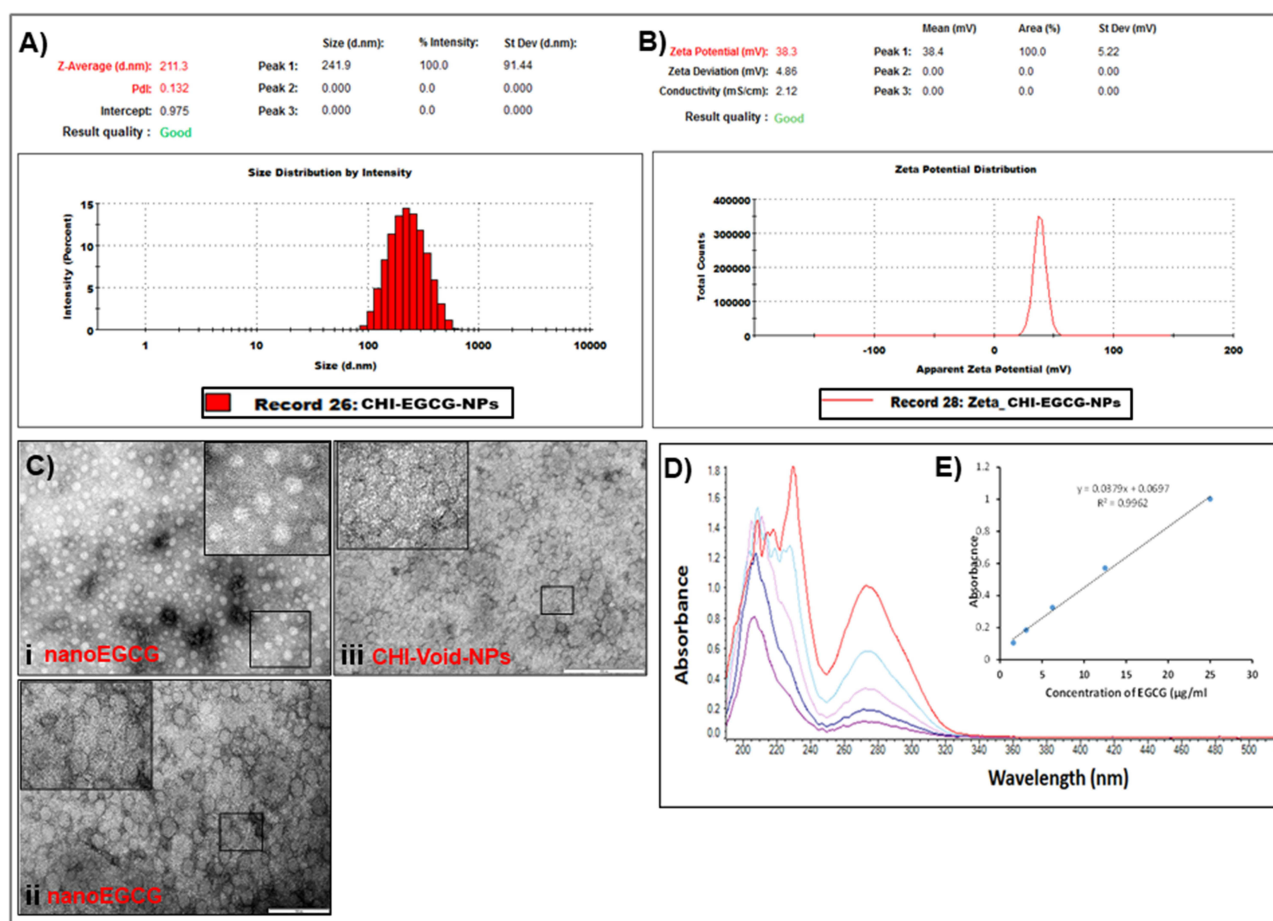 A)
Size (d.nm): % Intensity: St Dev (d.nm):
Z-Average (d.nm): 211.3 Peak 1: 241.9 100.0 91.44
PdI: 0.132 Peak 2: 0.000 0.0 0.000
Intercept: 0.975 Peak 3: 0.000 0.0 0.000
Result quality : Good
Size Distribution by Intensity
Intensity (Percent)
15
10
5
0
1 10 100 1000 10000
Size (d.nm)
Record 26: CHI-EGCG-NPs
B)
Mean (mV) Area (%) St Dev (mV)
Zeta Potential (mV): 38.3 Peak 1: 38.4 100.0 5.22
Zeta Deviation (mV): 4.86 Peak 2: 0.00 0.0 0.00
Conductivity (mS/cm): 2.12 Peak 3: 0.00 0.0 0.00
Result quality : Good
Zeta Potential Distribution
Total Counts
400000
300000
200000
100000
0
-100 0 100 200
Apparent Zeta Potential (mV)
Record 28: Zeta_CHI-EGCG-NPs
C)
i nanoEGCG
iii CHI-Void-NPs
ii nanoEGCG
D)
Absorbance
1.8
1.6
1.4
1.2
1.0
0.8
0.6
0.4
0.2
0.0
200 220 240 260 280 300 320 340 360 380 400 420 440 460 480 500
Wavelength (nm)
E)
Absorbacnce
1.2
1
0.8
0.6
0.4
0.2
0
y = 0.0379x + 0.0697
R² = 0.9962
0 5 10 15 20 25 30
Concentration of EGCG (µg/ml